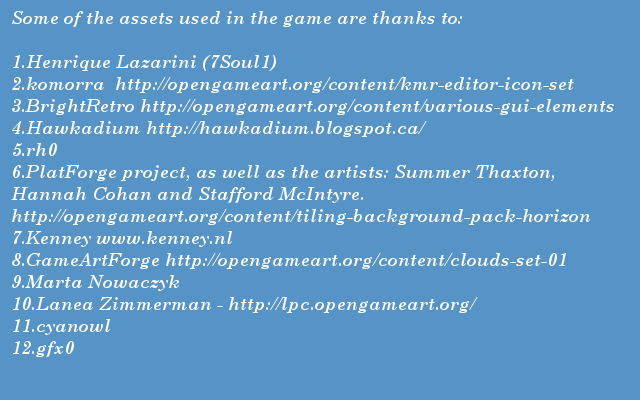 Some of the assets used in the game are thanks to:
1.Henrique Lazarini (7Soul1)
2.komorra  http://opengameart.org/content/kmr-editor-icon-set
3.BrightRetro http://opengameart.org/content/various-gui-elements
4.Hawkadium http://hawkadium.blogspot.ca/
5.rh0
6.PlatForge project, as well as the artists: Summer Thaxton,
Hannah Cohan and Stafford McIntyre.
http://opengameart.org/content/tiling-background-pack-horizon
7.Kenney www.kenney.nl
8.GameArtForge http://opengameart.org/content/clouds-set-01
9.Marta Nowaczyk
10.Lanea Zimmerman - http://lpc.opengameart.org/
11.cyanowl
12.gfx0